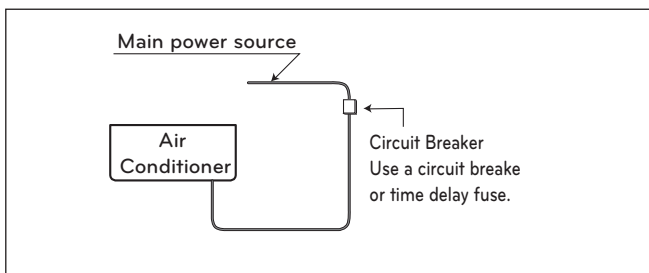 Main power source
Air
Conditioner
Circuit Breaker
Use a circuit breake
or time delay fuse.